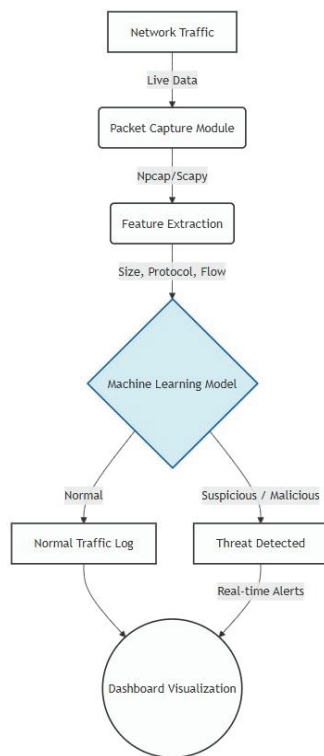 Network Traffic
Live Data
Packet Capture Module
Npcap/Scapy
Feature Extraction
Size, Protocol, Flow
Machine Learning Model
Normal
Suspicious / Malicious
Normal Traffic Log
Threat Detected
Real-time Alerts
Dashboard Visualization